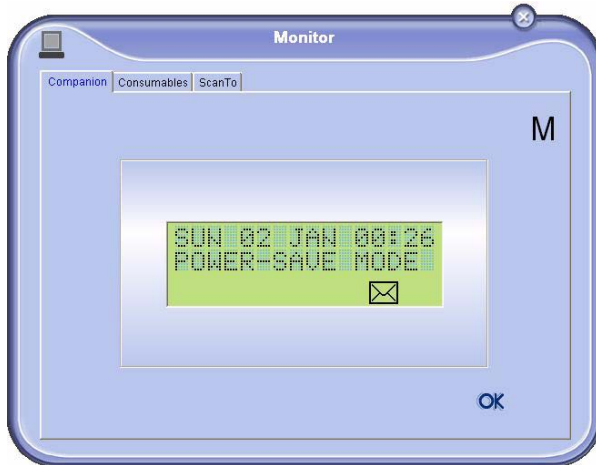 Monitor
Companion Consumables ScanTo
M
SUN 02 JAN 00:26
POWER-SAVE MODE
OK